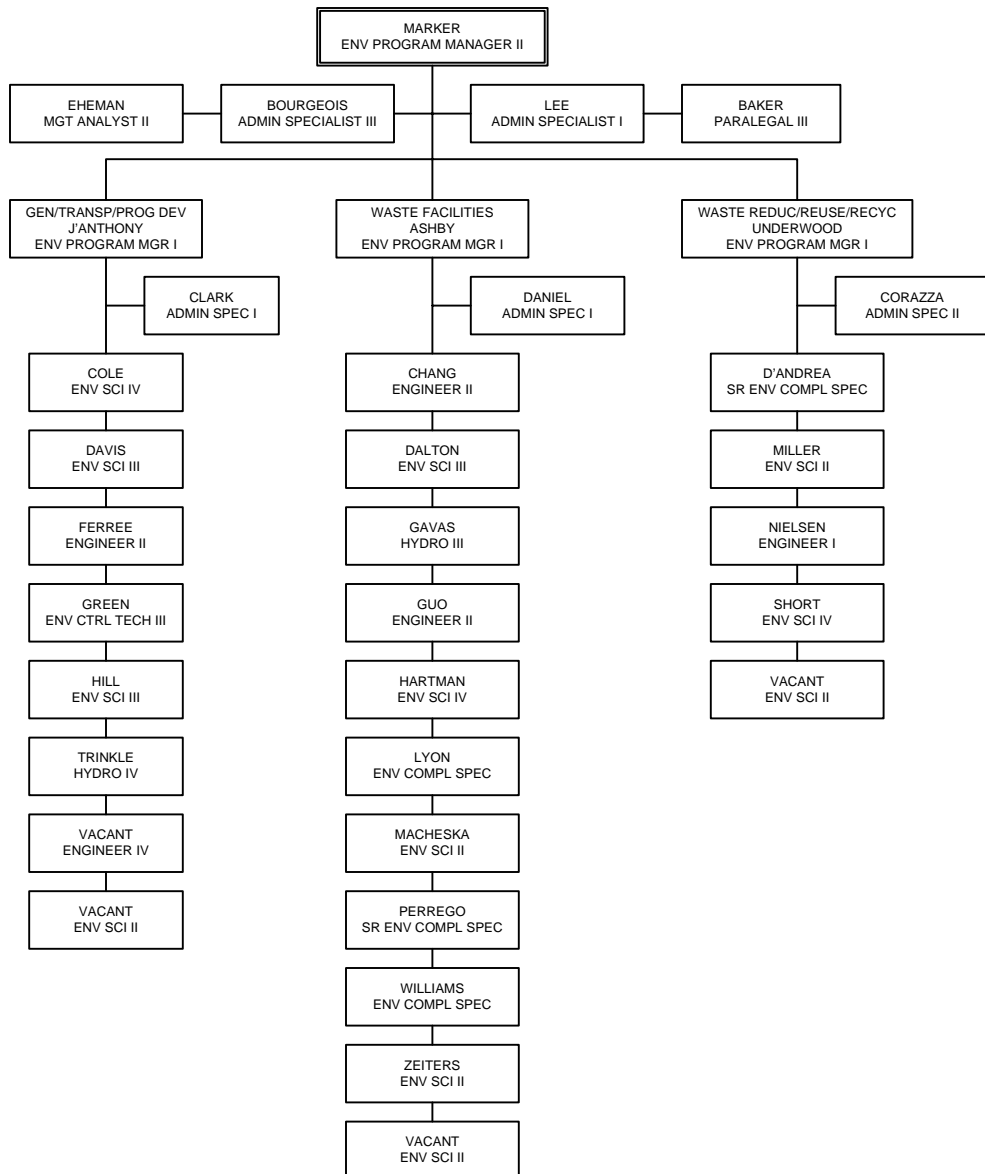 MARKER
ENV PROGRAM MANAGER II
EHEMAN
MGT ANALYST II
BOURGEOIS
ADMIN SPECIALIST III
LEE
ADMIN SPECIALIST I
BAKER
PARALEGAL III
GEN/TRANSP/PROG DEV
J'ANTHONY
ENV PROGRAM MGR I
WASTE FACILITIES
ASHBY
ENV PROGRAM MGR I
WASTE REDUC/REUSE/RECYC
UNDERWOOD
ENV PROGRAM MGR I
CLARK
ADMIN SPEC I
DANIEL
ADMIN SPEC I
CORAZZA
ADMIN SPEC II
COLE
ENV SCI IV
DAVIS
ENV SCI III
FERREE
ENGINEER II
GREEN
ENV CTRL TECH III
HILL
ENV SCI III
TRINKLE
HYDRO IV
VACANT
ENGINEER IV
VACANT
ENV SCI II
CHANG
ENGINEER II
DALTON
ENV SCI III
GAVAS
HYDRO III
GUO
ENGINEER II
HARTMAN
ENV SCI IV
LYON
ENV COMPL SPEC
MACHESKA
ENV SCI II
PERREGO
SR ENV COMPL SPEC
WILLIAMS
ENV COMPL SPEC
ZEITERS
ENV SCI II
VACANT
ENV SCI II
D'ANDREA
SR ENV COMPL SPEC
MILLER
ENV SCI II
NIELSEN
ENGINEER I
SHORT
ENV SCI IV
VACANT
ENV SCI II